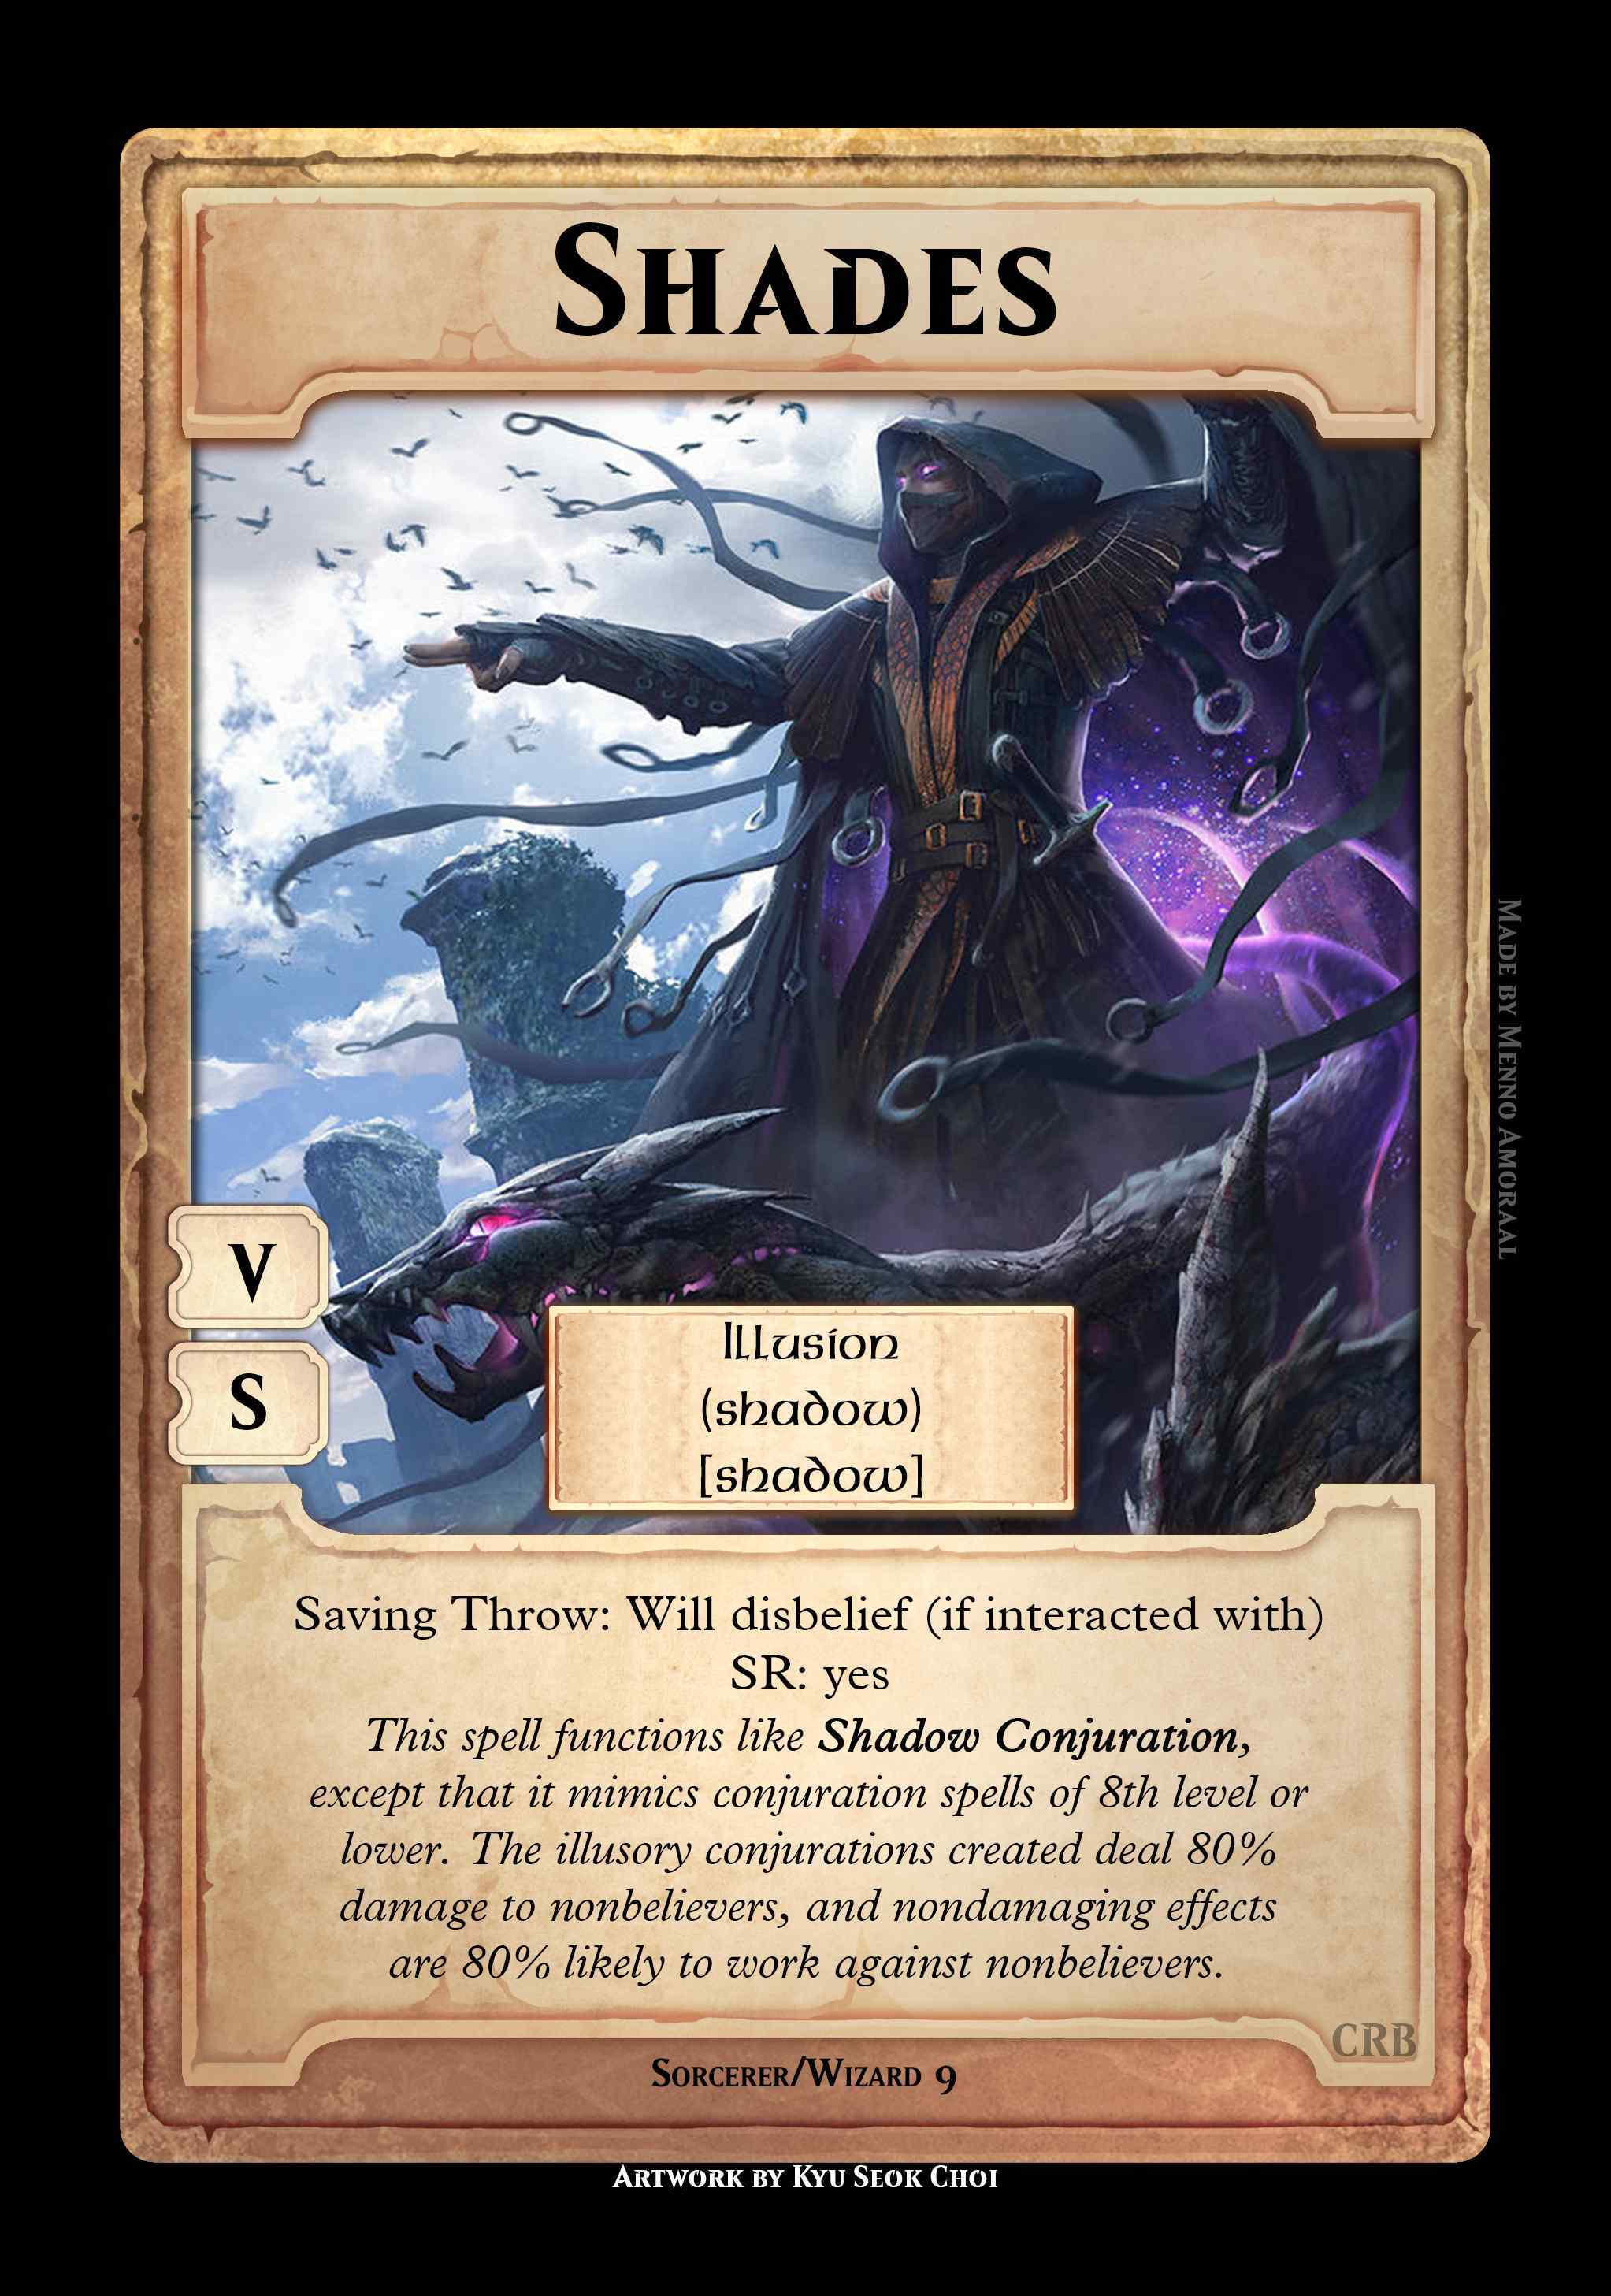 Shades
V
S
Illusion
(shadow)
[shadow]
Saving Throw: Will disbelief (if interacted with)
SR: yes
This spell functions like Shadow Conjuration,
except that it mimics conjuration spells of 8th level or
lower. The illusory conjurations created deal 80%
damage to nonbelievers, and nondamaging effects
are 80% likely to work against nonbelievers.
CRB
Sorcerer/Wizard 9
Artwork by Kyu Seok Choi
Made by Menno Amoraal